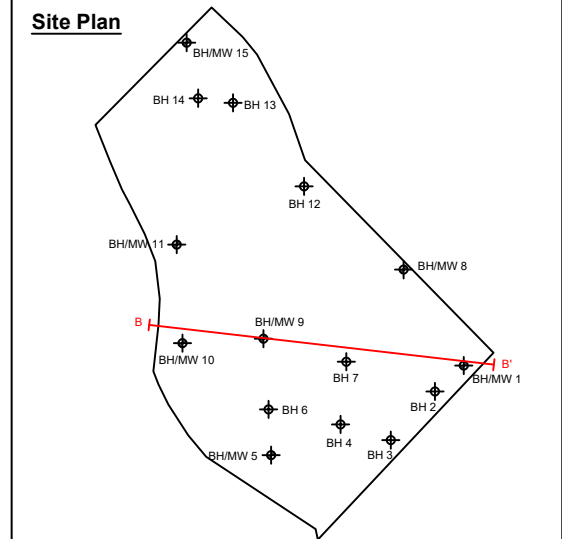 Site Plan
BH/MW 15
BH 14
BH 13
BH 12
BH/MW 11
BH/MW 8
B
BH/MW 9
BH/MW 10
BH 7
B'
BH/MW 1
BH 2
BH 6
BH 4
BH 3
BH/MW 5